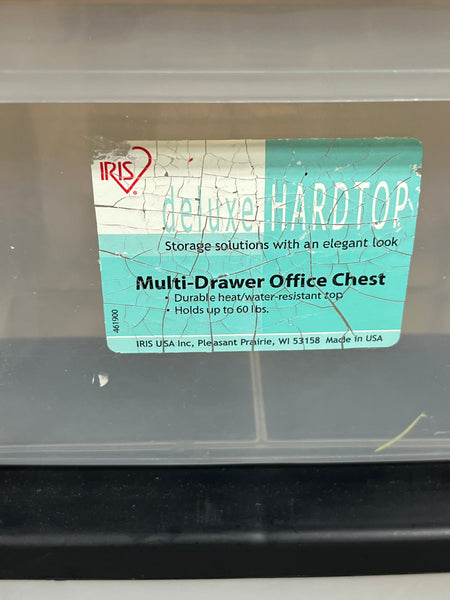 IRIS®
deluxe HARDTOP
Storage solutions with an elegant look
Multi-Drawer Office Chest
• Durable heat/water-resistant top
• Holds up to 60 lbs.
461900
IRIS USA Inc, Pleasant Prairie, WI 53158 Made in USA